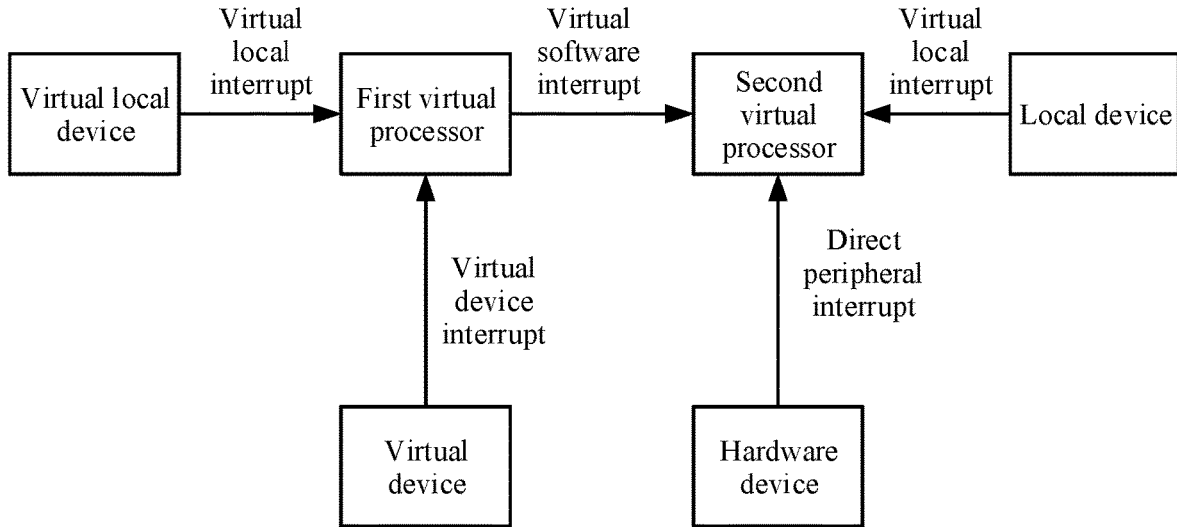 Virtual
local
interrupt
Virtual
software
interrupt
Virtual
local
interrupt
Virtual local
device
First virtual
processor
Second
virtual
processor
Local device
Virtual
device
interrupt
Direct
peripheral
interrupt
Virtual
device
Hardware
device